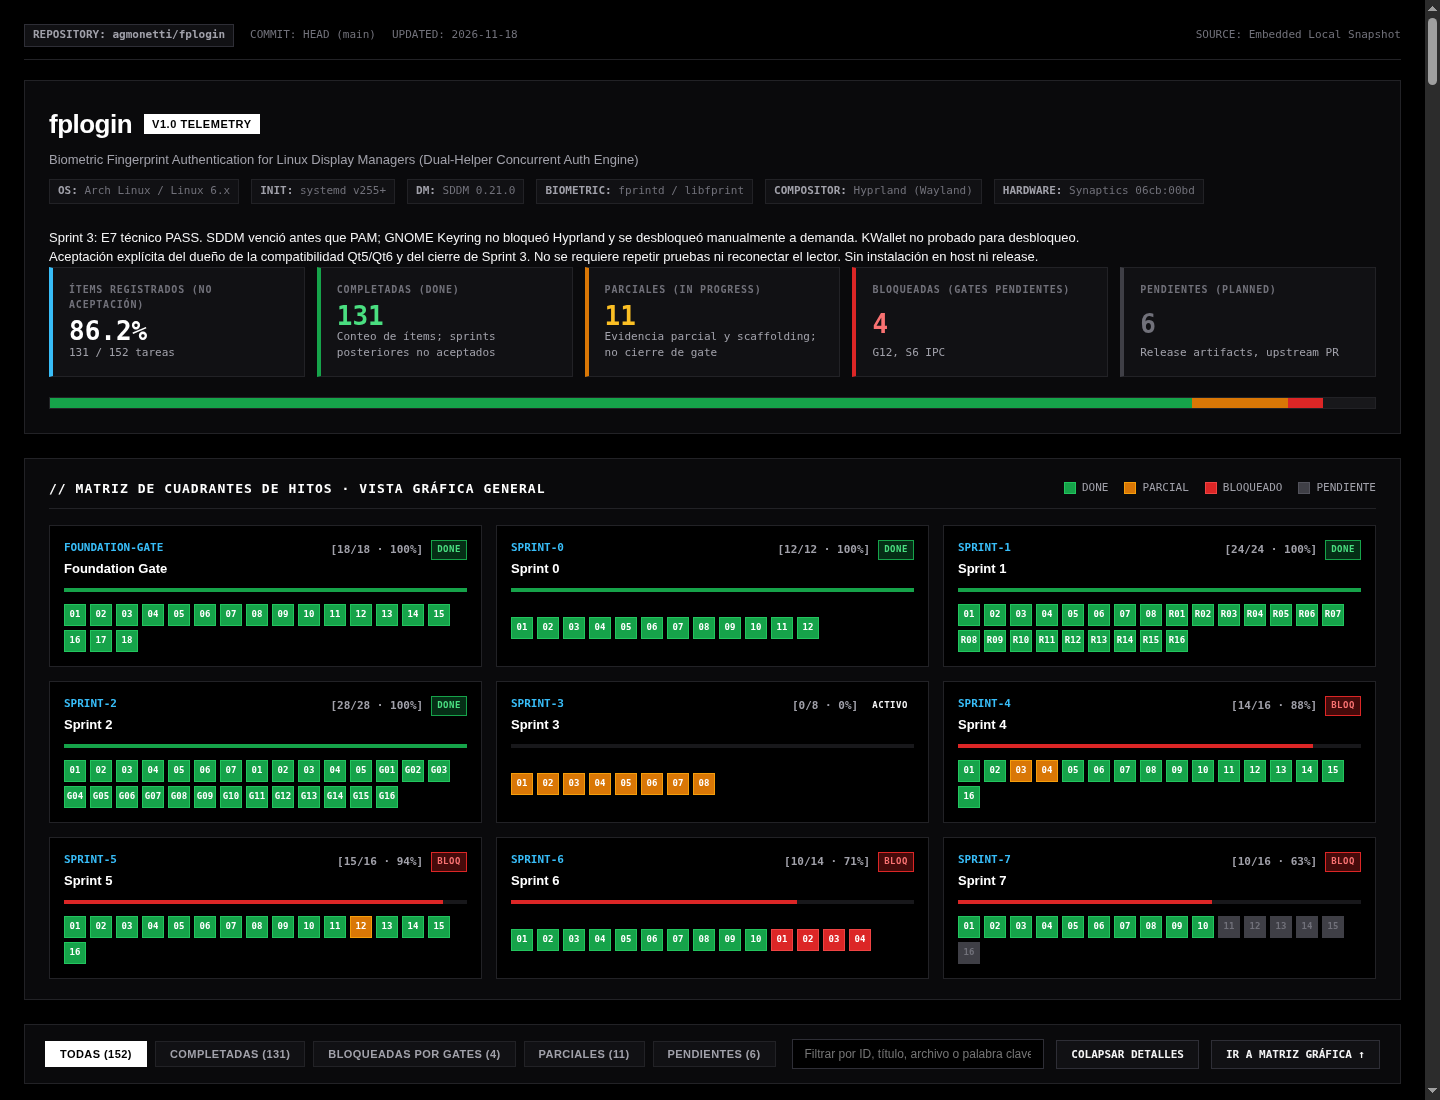 REPOSITORY: agmonetti/fplogin COMMIT: HEAD (main) UPDATED: 2026-11-18 SOURCE: Embedded Local Snapshot
fplogin V1.0 TELEMETRY
Biometric Fingerprint Authentication for Linux Display Managers (Dual-Helper Concurrent Auth Engine)
OS: Arch Linux / Linux 6.x INIT: systemd v255+ DM: SDDM 0.21.0 BIOMETRIC: fprintd / libfprint COMPOSITOR: Hyprland (Wayland) HARDWARE: Synaptics 06cb:00bd
Sprint 3: E7 técnico PASS. SDDM venció antes que PAM; GNOME Keyring no bloqueó Hyprland y se desbloqueó manualmente a demanda. KWallet no probado para desbloqueo.
Aceptación explícita del dueño de la compatibilidad Qt5/Qt6 y del cierre de Sprint 3. No se requiere repetir pruebas ni reconectar el lector. Sin instalación en host ni release.
ÍTEMS REGISTRADOS (NO
ACEPTACIÓN)
86.2%
131 / 152 tareas
COMPLETADAS (DONE)
131
Conteo de ítems; sprints
posteriores no aceptados
PARCIALES (IN PROGRESS)
11
Evidencia parcial y scaffolding;
no cierre de gate
BLOQUEADAS (GATES PENDIENTES)
4
G12, S6 IPC
PENDIENTES (PLANNED)
6
Release artifacts, upstream PR
// MATRIZ DE CUADRANTES DE HITOS · VISTA GRÁFICA GENERAL DONE PARCIAL BLOQUEADO PENDIENTE
FOUNDATION-GATE [18/18 · 100%] DONE
Foundation Gate
01 02 03 04 05 06 07 08 09 10 11 12 13 14 15
16 17 18
SPRINT-0 [12/12 · 100%] DONE
Sprint 0
01 02 03 04 05 06 07 08 09 10 11 12
SPRINT-1 [24/24 · 100%] DONE
Sprint 1
01 02 03 04 05 06 07 08 R01 R02 R03 R04 R05 R06 R07
R08 R09 R10 R11 R12 R13 R14 R15 R16
SPRINT-2 [28/28 · 100%] DONE
Sprint 2
01 02 03 04 05 06 07 01 02 03 04 05 G01 G02 G03
G04 G05 G06 G07 G08 G09 G10 G11 G12 G13 G14 G15 G16
SPRINT-3 [0/8 · 0%] ACTIVO
Sprint 3
01 02 03 04 05 06 07 08
SPRINT-4 [14/16 · 88%] BLOQ
Sprint 4
01 02 03 04 05 06 07 08 09 10 11 12 13 14 15
16
SPRINT-5 [15/16 · 94%] BLOQ
Sprint 5
01 02 03 04 05 06 07 08 09 10 11 12 13 14 15
16
SPRINT-6 [10/14 · 71%] BLOQ
Sprint 6
01 02 03 04 05 06 07 08 09 10 01 02 03 04
SPRINT-7 [10/16 · 63%] BLOQ
Sprint 7
01 02 03 04 05 06 07 08 09 10 11 12 13 14 15
16
TODAS (152) COMPLETADAS (131) BLOQUEADAS POR GATES (4) PARCIALES (11) PENDIENTES (6) Filtrar por ID, título, archivo o palabra clave COLAPSAR DETALLES IR A MATRIZ GRÁFICA ↑